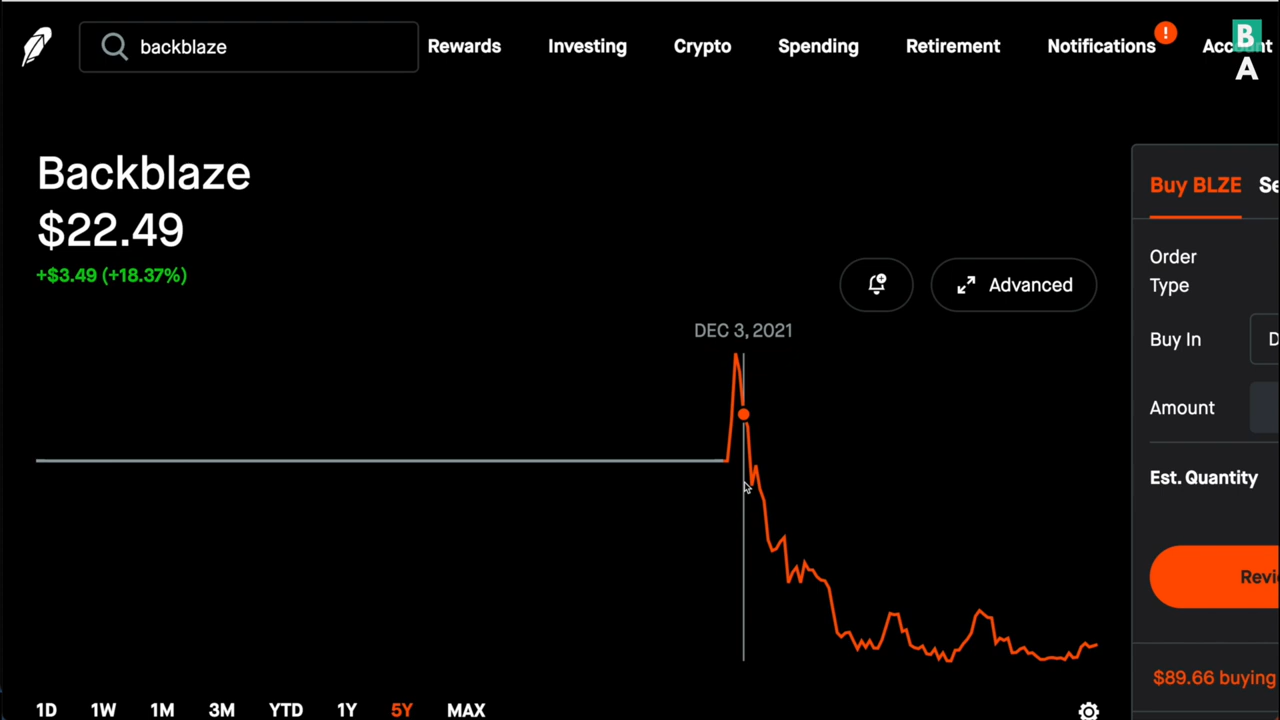 backblaze
Rewards
Investing
Crypto
Spending
Retirement
Notifications
!
B
A
Backblaze
$22.49
+$3.49 (+18.37%)
Advanced
DEC 3, 2021
Buy BLZE
Order
Type
Buy In
Amount
Est. Quantity
$89.66 buying
1D
1W
1M
3M
YTD
1Y
5Y
MAX